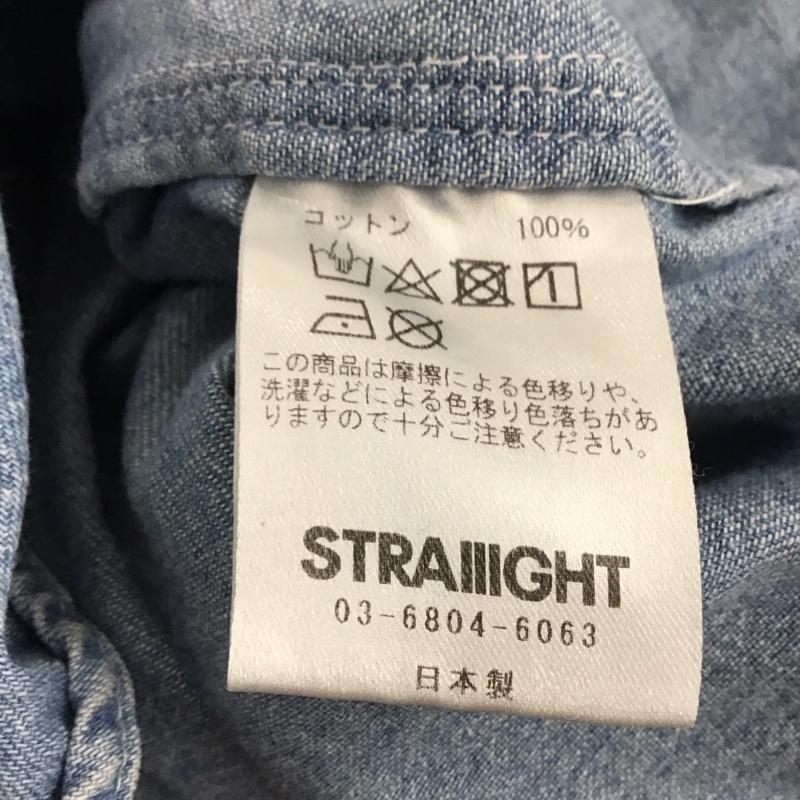 コットン 100%
この商品は摩擦による色移りや、
洗濯などによる色移り色落ちがあ
りますので十分ご注意ください。
STRAIIIGHT
03-6804-6063
日本製